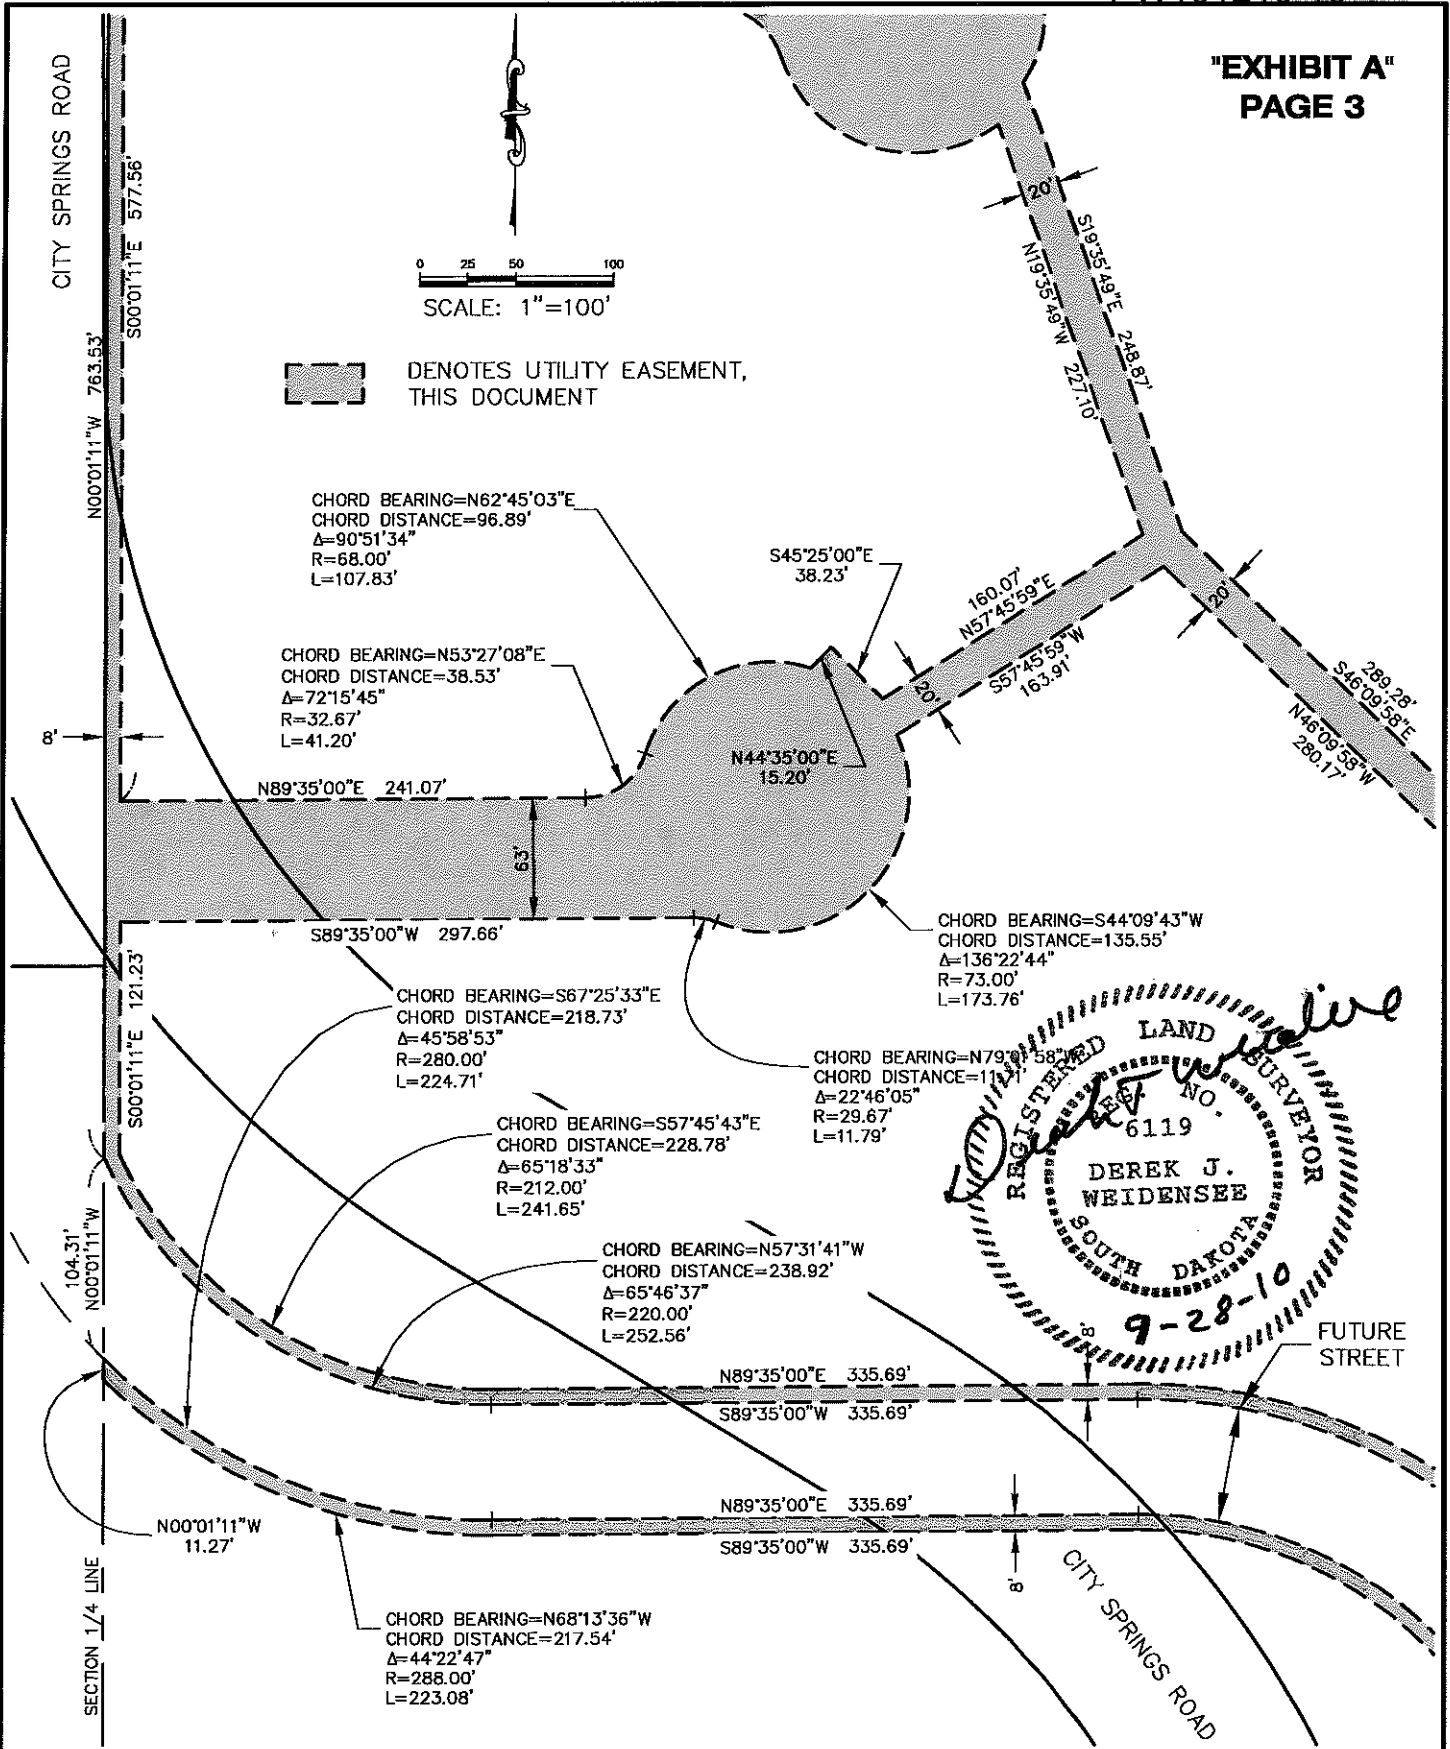 "EXHIBIT A"
PAGE 3
CITY SPRINGS ROAD
S00°01'11"E 577.56'
N00°01'11"W 763.53'
0 25 50 100
SCALE: 1"=100'
DENOTES UTILITY EASEMENT,
THIS DOCUMENT
20'
S19°35'49"E 248.87'
N19°35'49"W 227.10'
CHORD BEARING=N62°45'03"E
CHORD DISTANCE=96.89'
Δ=90°51'34"
R=68.00'
L=107.83'
S45°25'00"E
38.23'
160.07'
N57°45'59"E
S57°45'59"W
163.91'
20'
20'
289.28'
S46°09'58"E
N46°09'58"W
280.17'
CHORD BEARING=N53°27'08"E
CHORD DISTANCE=38.53'
Δ=72°15'45"
R=32.67'
L=41.20'
8'
N44°35'00"E
15.20'
N89°35'00"E 241.07'
63'
S89°35'00"W 297.66'
CHORD BEARING=S44°09'43"W
CHORD DISTANCE=135.55'
Δ=136°22'44"
R=73.00'
L=173.76'
S00°01'11"E 121.23'
CHORD BEARING=S67°25'33"E
CHORD DISTANCE=218.73'
Δ=45°58'53"
R=280.00'
L=224.71'
CHORD BEARING=N79°01'58"W
CHORD DISTANCE=11.71'
Δ=22°46'05"
R=29.67'
L=11.79'
REGISTERED LAND SURVEYOR
REG. NO.
6119
DEREK J.
WEIDENSEE
SOUTH DAKOTA
9-28-10
CHORD BEARING=S57°45'43"E
CHORD DISTANCE=228.78'
Δ=65°18'33"
R=212.00'
L=241.65'
104.31'
N00°01'11"W
CHORD BEARING=N57°31'41"W
CHORD DISTANCE=238.92'
Δ=65°46'37"
R=220.00'
L=252.56'
8'
FUTURE
STREET
N89°35'00"E 335.69'
S89°35'00"W 335.69'
N89°35'00"E 335.69'
S89°35'00"W 335.69'
8'
N00°01'11"W
11.27'
SECTION 1/4 LINE
CHORD BEARING=N68°13'36"W
CHORD DISTANCE=217.54'
Δ=44°22'47"
R=288.00'
L=223.08'
CITY SPRINGS ROAD